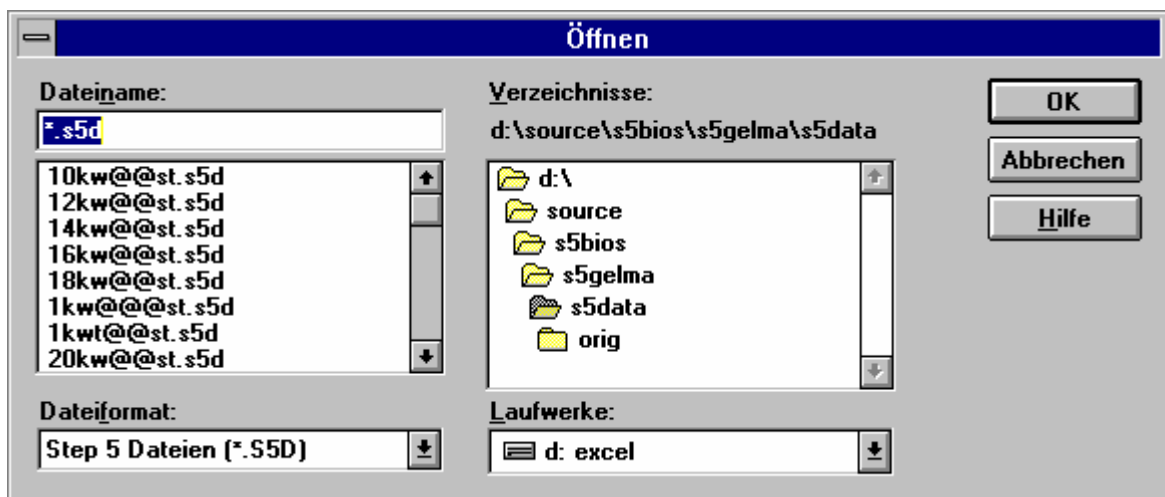 Öffnen
Dateiname:
*.s5d
10kw@@st.s5d
12kw@@st.s5d
14kw@@st.s5d
16kw@@st.s5d
18kw@@st.s5d
1kw@@@st.s5d
1kwt@@st.s5d
20kw@@st.s5d
Dateiformat:
Step 5 Dateien (*.S5D)
Verzeichnisse:
d:\source\s5bios\s5gelma\s5data
d:\
source
s5bios
s5gelma
s5data
orig
Laufwerke:
d: excel
OK
Abbrechen
Hilfe